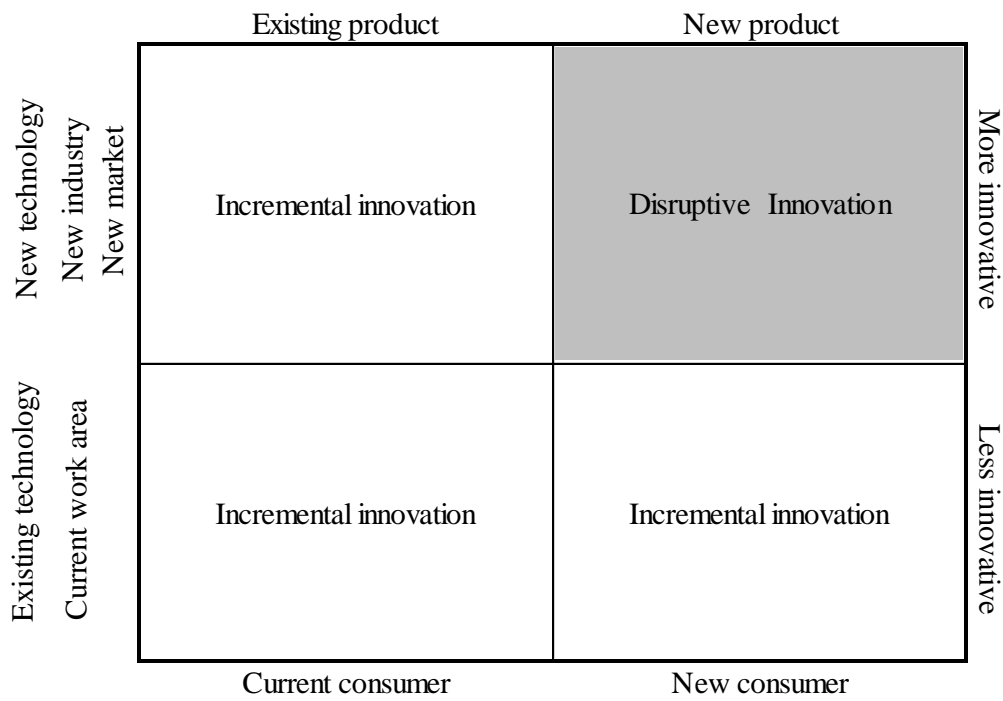 Existing product
New product
New technology
New industry
New market
Incremental innovation
Disruptive Innovation
More innovative
Existing technology
Current work area
Incremental innovation
Incremental innovation
Less innovative
Current consumer
New consumer